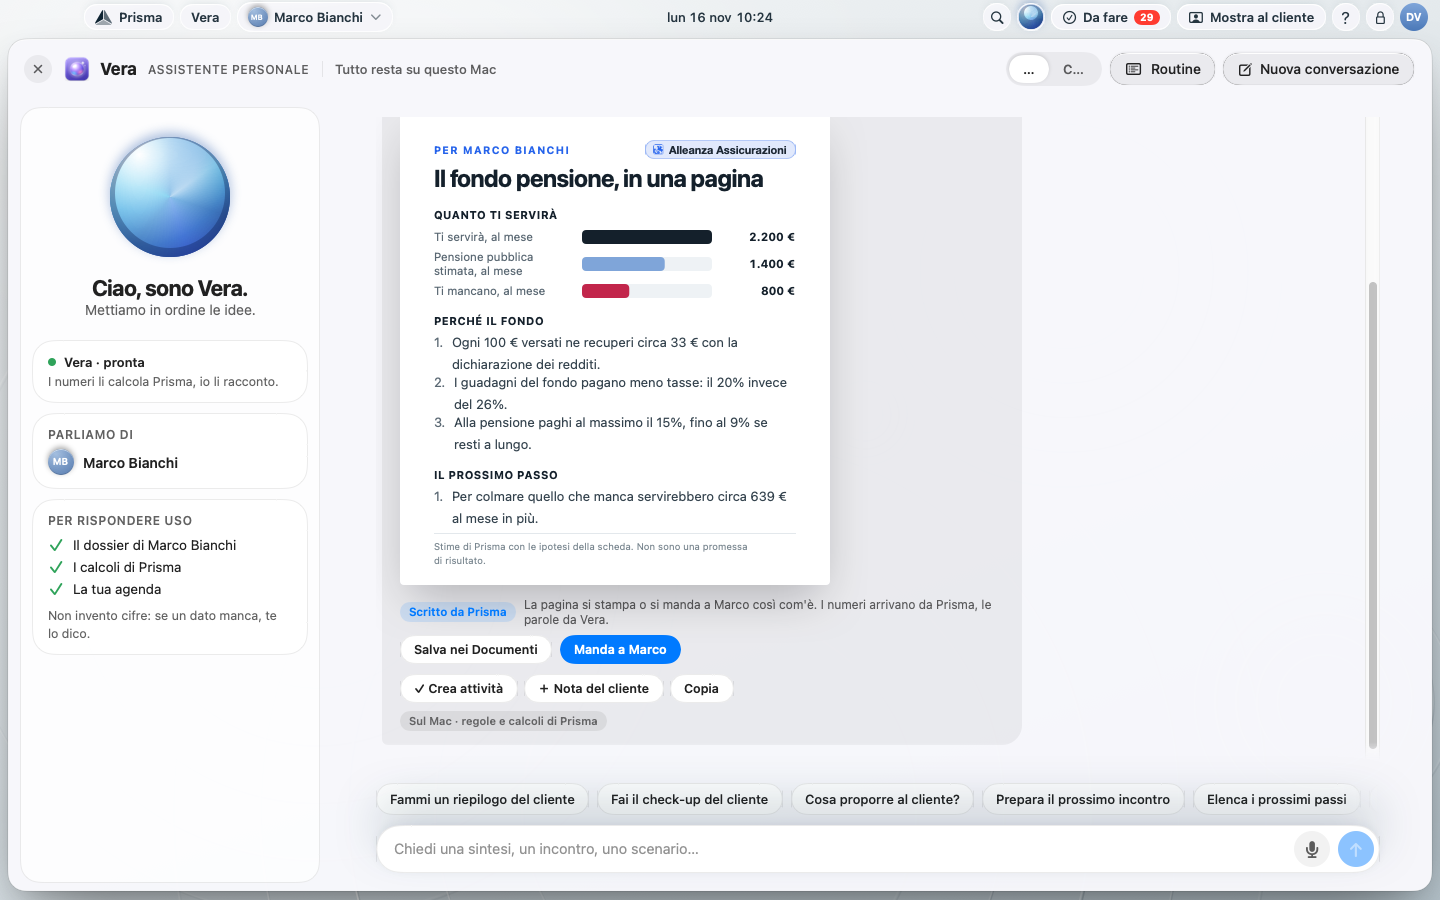 Prisma
Vera
MB Marco Bianchi
lun 16 nov 10:24
Da fare 29
Mostra al cliente
?
DV
Vera ASSISTENTE PERSONALE
Tutto resta su questo Mac
...
C...
Routine
Nuova conversazione
Ciao, sono Vera.
Mettiamo in ordine le idee.
Vera · pronta
I numeri li calcola Prisma, io li racconto.
PARLIAMO DI
MB Marco Bianchi
PER RISPONDERE USO
Il dossier di Marco Bianchi
I calcoli di Prisma
La tua agenda
Non invento cifre: se un dato manca, te
lo dico.
PER MARCO BIANCHI
Alleanza Assicurazioni
Il fondo pensione, in una pagina
QUANTO TI SERVIRÀ
Ti servirà, al mese 2.200 €
Pensione pubblica
stimata, al mese 1.400 €
Ti mancano, al mese 800 €
PERCHÉ IL FONDO
1. Ogni 100 € versati ne recuperi circa 33 € con la
dichiarazione dei redditi.
2. I guadagni del fondo pagano meno tasse: il 20% invece
del 26%.
3. Alla pensione paghi al massimo il 15%, fino al 9% se
resti a lungo.
IL PROSSIMO PASSO
1. Per colmare quello che manca servirebbero circa 639 €
al mese in più.
Stime di Prisma con le ipotesi della scheda. Non sono una promessa
di risultato.
Scritto da Prisma
La pagina si stampa o si manda a Marco così com'è. I numeri arrivano da Prisma, le
parole da Vera.
Salva nei Documenti
Manda a Marco
Crea attività
+ Nota del cliente
Copia
Sul Mac · regole e calcoli di Prisma
Fammi un riepilogo del cliente
Fai il check-up del cliente
Cosa proporre al cliente?
Prepara il prossimo incontro
Elenca i prossimi passi
Chiedi una sintesi, un incontro, uno scenario...